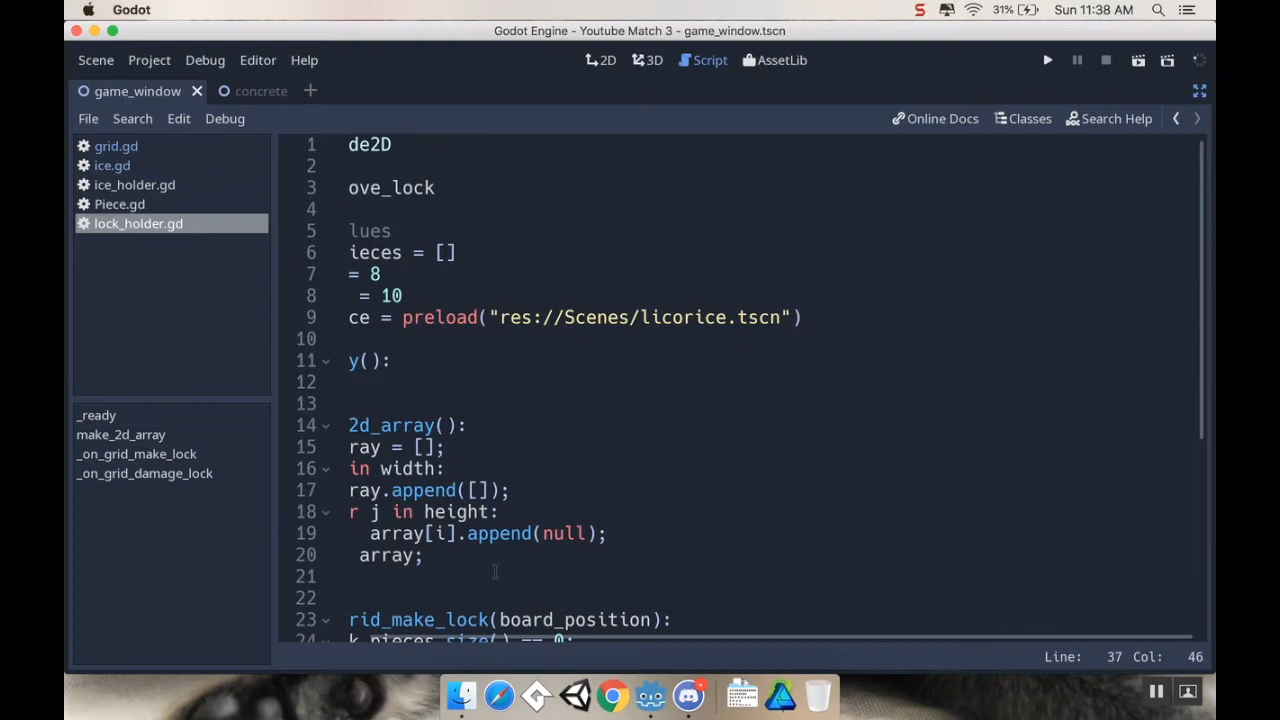 Godot
31%
Sun 11:38 AM
Godot Engine - Youtube Match 3 - game_window.tscn
Scene Project Debug Editor Help
2D 3D Script AssetLib
game_window concrete
File Search Edit Debug
Online Docs Classes Search Help
grid.gd
ice.gd
ice_holder.gd
Piece.gd
lock_holder.gd
_ready
make_2d_array
_on_grid_make_lock
_on_grid_damage_lock
1 de2D
2
3 ove_lock
4
5 lues
6 ieces = []
7 = 8
8 = 10
9 ce = preload("res://Scenes/licorice.tscn")
10
11 y():
12
13
14 2d_array():
15 ray = [];
16 in width:
17 ray.append([]);
18 r j in height:
19 array[i].append(null);
20 array;
21
22
23 rid_make_lock(board_position):
24 k_pieces.size() == 0:
Line: 37 Col: 46